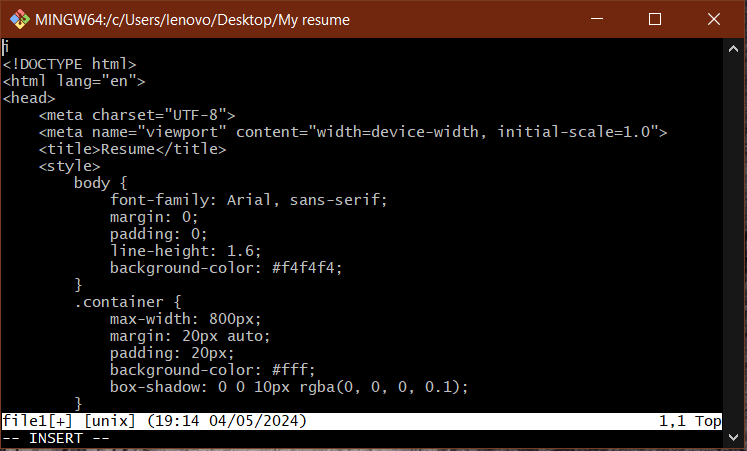 MINGW64:/c/Users/lenovo/Desktop/My resume
i
<!DOCTYPE html>
<html lang="en">
<head>
    <meta charset="UTF-8">
    <meta name="viewport" content="width=device-width, initial-scale=1.0">
    <title>Resume</title>
    <style>
        body {
            font-family: Arial, sans-serif;
            margin: 0;
            padding: 0;
            line-height: 1.6;
            background-color: #f4f4f4;
        }
        .container {
            max-width: 800px;
            margin: 20px auto;
            padding: 20px;
            background-color: #fff;
            box-shadow: 0 0 10px rgba(0, 0, 0, 0.1);
        }
file1[+] [unix] (19:14 04/05/2024) 1,1 Top
-- INSERT --